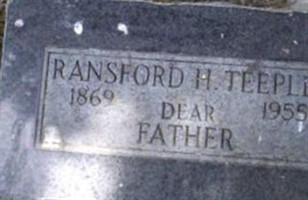 RANSFORD H. TEEPLE
1869 DEAR 1955
FATHER